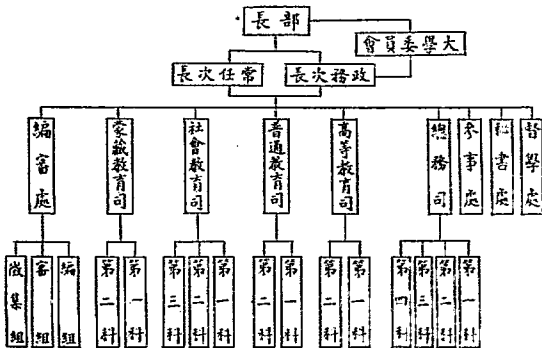 部長
大學委員會
政務次長
常任次長
督學處
秘書處
參事處
總務司
高等教育司
普通教育司
社會教育司
蒙藏教育司
編審處
第一科
第二科
第三科
第四科
第一科
第二科
第一科
第二科
第一科
第二科
第三科
第一科
第二科
編組
審組
徵集組